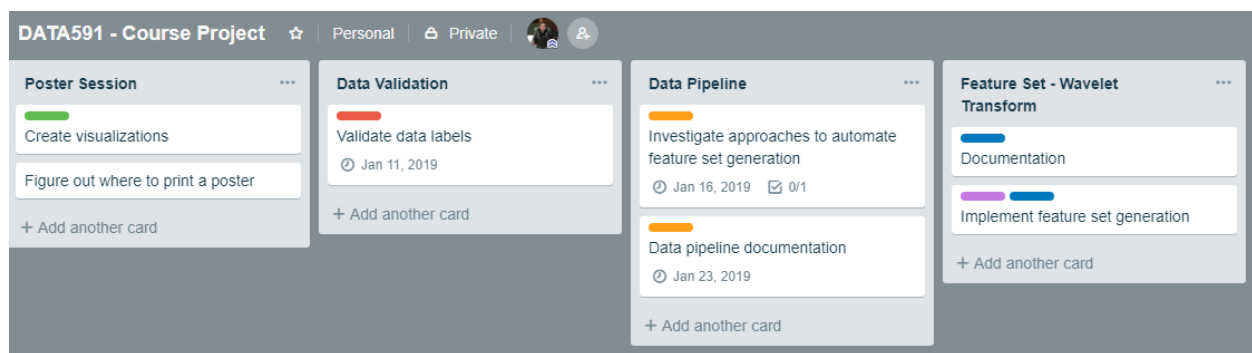 DATA591 - Course Project Personal Private
Poster Session
Create visualizations
Figure out where to print a poster
+ Add another card
Data Validation
Validate data labels
Jan 11, 2019
+ Add another card
Data Pipeline
Investigate approaches to automate
feature set generation
Jan 16, 2019 0/1
Data pipeline documentation
Jan 23, 2019
+ Add another card
Feature Set - Wavelet
Transform
Documentation
Implement feature set generation
+ Add another card